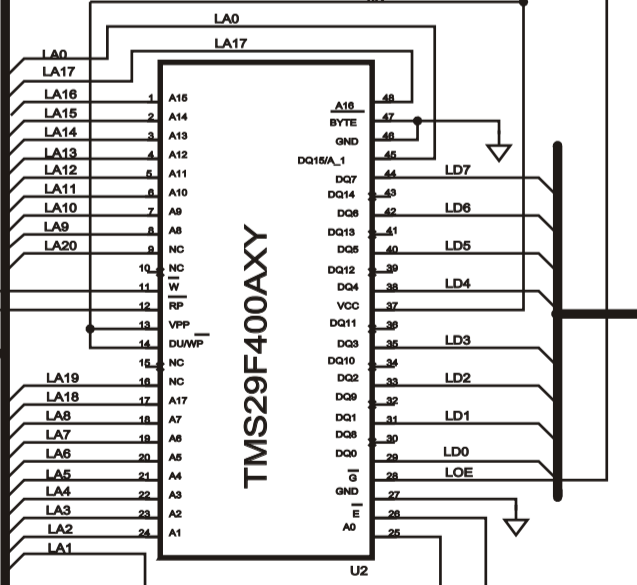 LA0
LA17
LA0
LA17
LA16 1 A15 A16 48
LA15 2 A14 BYTE 47
LA14 3 A13 GND 46
LA13 4 A12 DQ15/A_1 45
LA12 5 A11 DQ7 44 LD7
LA11 6 A10 DQ14 43
LA10 7 A9 DQ6 42 LD6
LA9 8 A8 DQ13 41
LA20 9 NC DQ5 40 LD5
10 NC DQ12 39
11 W DQ4 38 LD4
12 RP VCC 37
13 VPP DQ11 36
14 DU/WP DQ3 35 LD3
15 NC DQ10 34
LA19 16 NC DQ2 33 LD2
LA18 17 A17 DQ9 32
LA8 18 A7 DQ1 31 LD1
LA7 19 A6 DQ8 30
LA6 20 A5 DQ0 29 LD0
LA5 21 A4 G 28 LOE
LA4 22 A3 GND 27
LA3 23 A2 E 26
LA2 24 A1 A0 25
LA1
TMS29F400AXY
U2